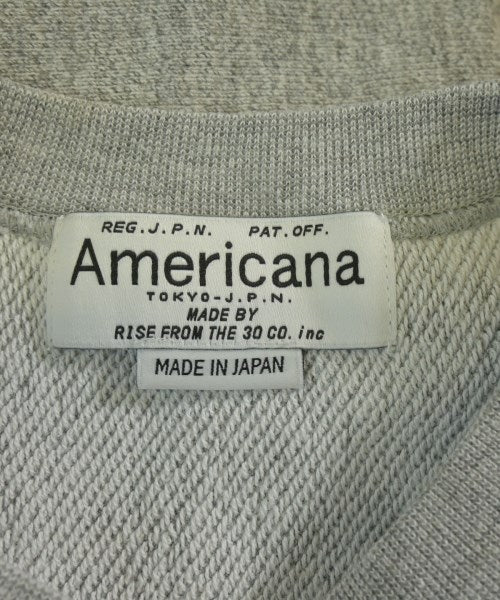 REG.J.P.N. PAT.OFF.
Americana
TOKYO-J.P.N.
MADE BY
RISE FROM THE 30 CO. inc
MADE IN JAPAN